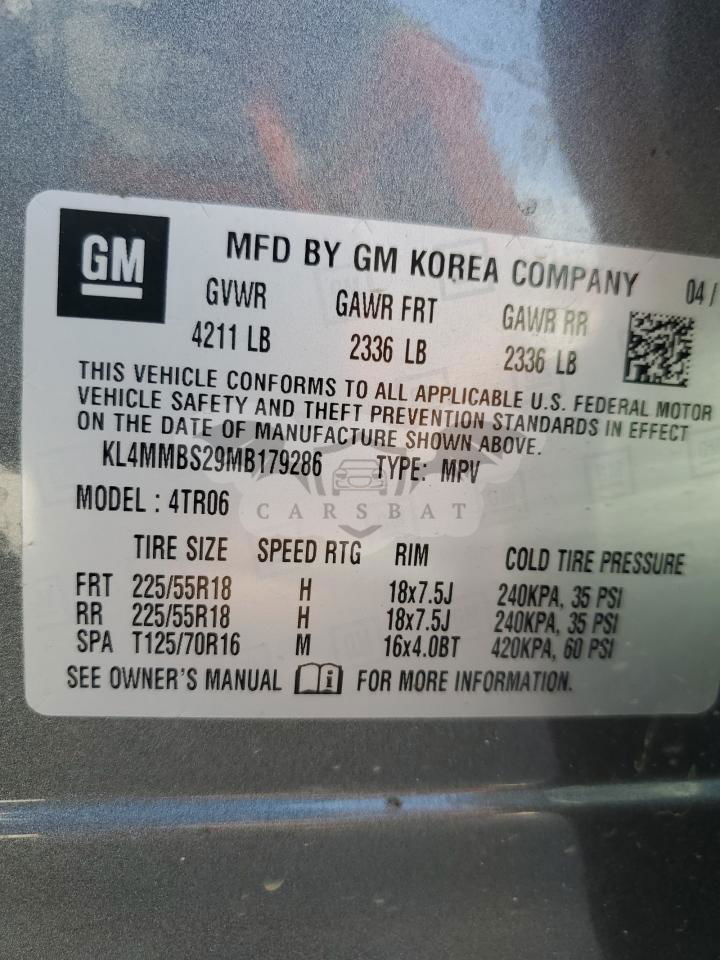 GM
MFD BY GM KOREA COMPANY 04/
GVWR GAWR FRT GAWR RR
4211 LB 2336 LB 2336 LB
THIS VEHICLE CONFORMS TO ALL APPLICABLE U.S. FEDERAL MOTOR
VEHICLE SAFETY AND THEFT PREVENTION STANDARDS IN EFFECT
ON THE DATE OF MANUFACTURE SHOWN ABOVE.
KL4MMBS29MB179286 TYPE: MPV
MODEL : 4TR06
CARSBAT
TIRE SIZE SPEED RTG RIM COLD TIRE PRESSURE
FRT 225/55R18 H 18x7.5J 240KPA, 35 PSI
RR 225/55R18 H 18x7.5J 240KPA, 35 PSI
SPA T125/70R16 M 16x4.0BT 420KPA, 60 PSI
SEE OWNER'S MANUAL i FOR MORE INFORMATION.